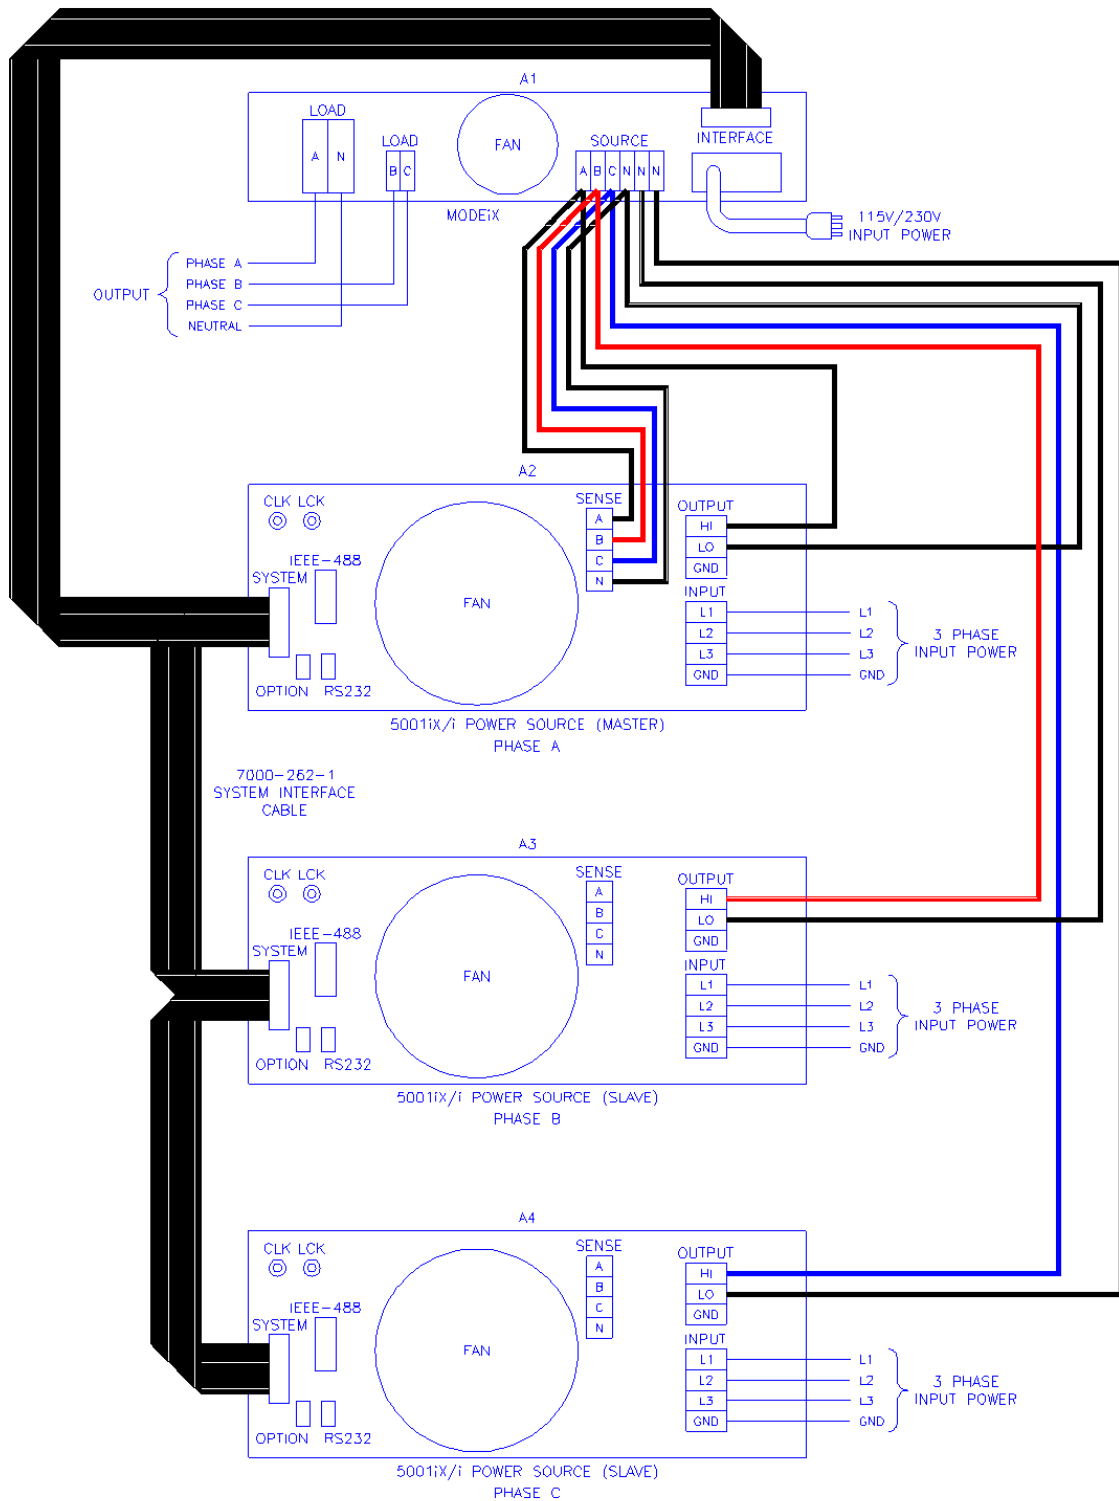 A1
LOAD
A N
LOAD
B C
FAN
SOURCE
A B C N N N
INTERFACE
MODEiX
115V/230V
INPUT POWER
OUTPUT
PHASE A
PHASE B
PHASE C
NEUTRAL
A2
CLK LCK
IEEE-488
SYSTEM
OPTION RS232
FAN
SENSE
A
B
C
N
OUTPUT
HI
LO
GND
INPUT
L1 L1
L2 L2
L3 L3
GND GND
3 PHASE
INPUT POWER
5001iX/i POWER SOURCE (MASTER)
PHASE A
7000-262-1
SYSTEM INTERFACE
CABLE
A3
CLK LCK
IEEE-488
SYSTEM
OPTION RS232
FAN
SENSE
A
B
C
N
OUTPUT
HI
LO
GND
INPUT
L1 L1
L2 L2
L3 L3
GND GND
3 PHASE
INPUT POWER
5001iX/i POWER SOURCE (SLAVE)
PHASE B
A4
CLK LCK
IEEE-488
SYSTEM
OPTION RS232
FAN
SENSE
A
B
C
N
OUTPUT
HI
LO
GND
INPUT
L1 L1
L2 L2
L3 L3
GND GND
3 PHASE
INPUT POWER
5001iX/i POWER SOURCE (SLAVE)
PHASE C